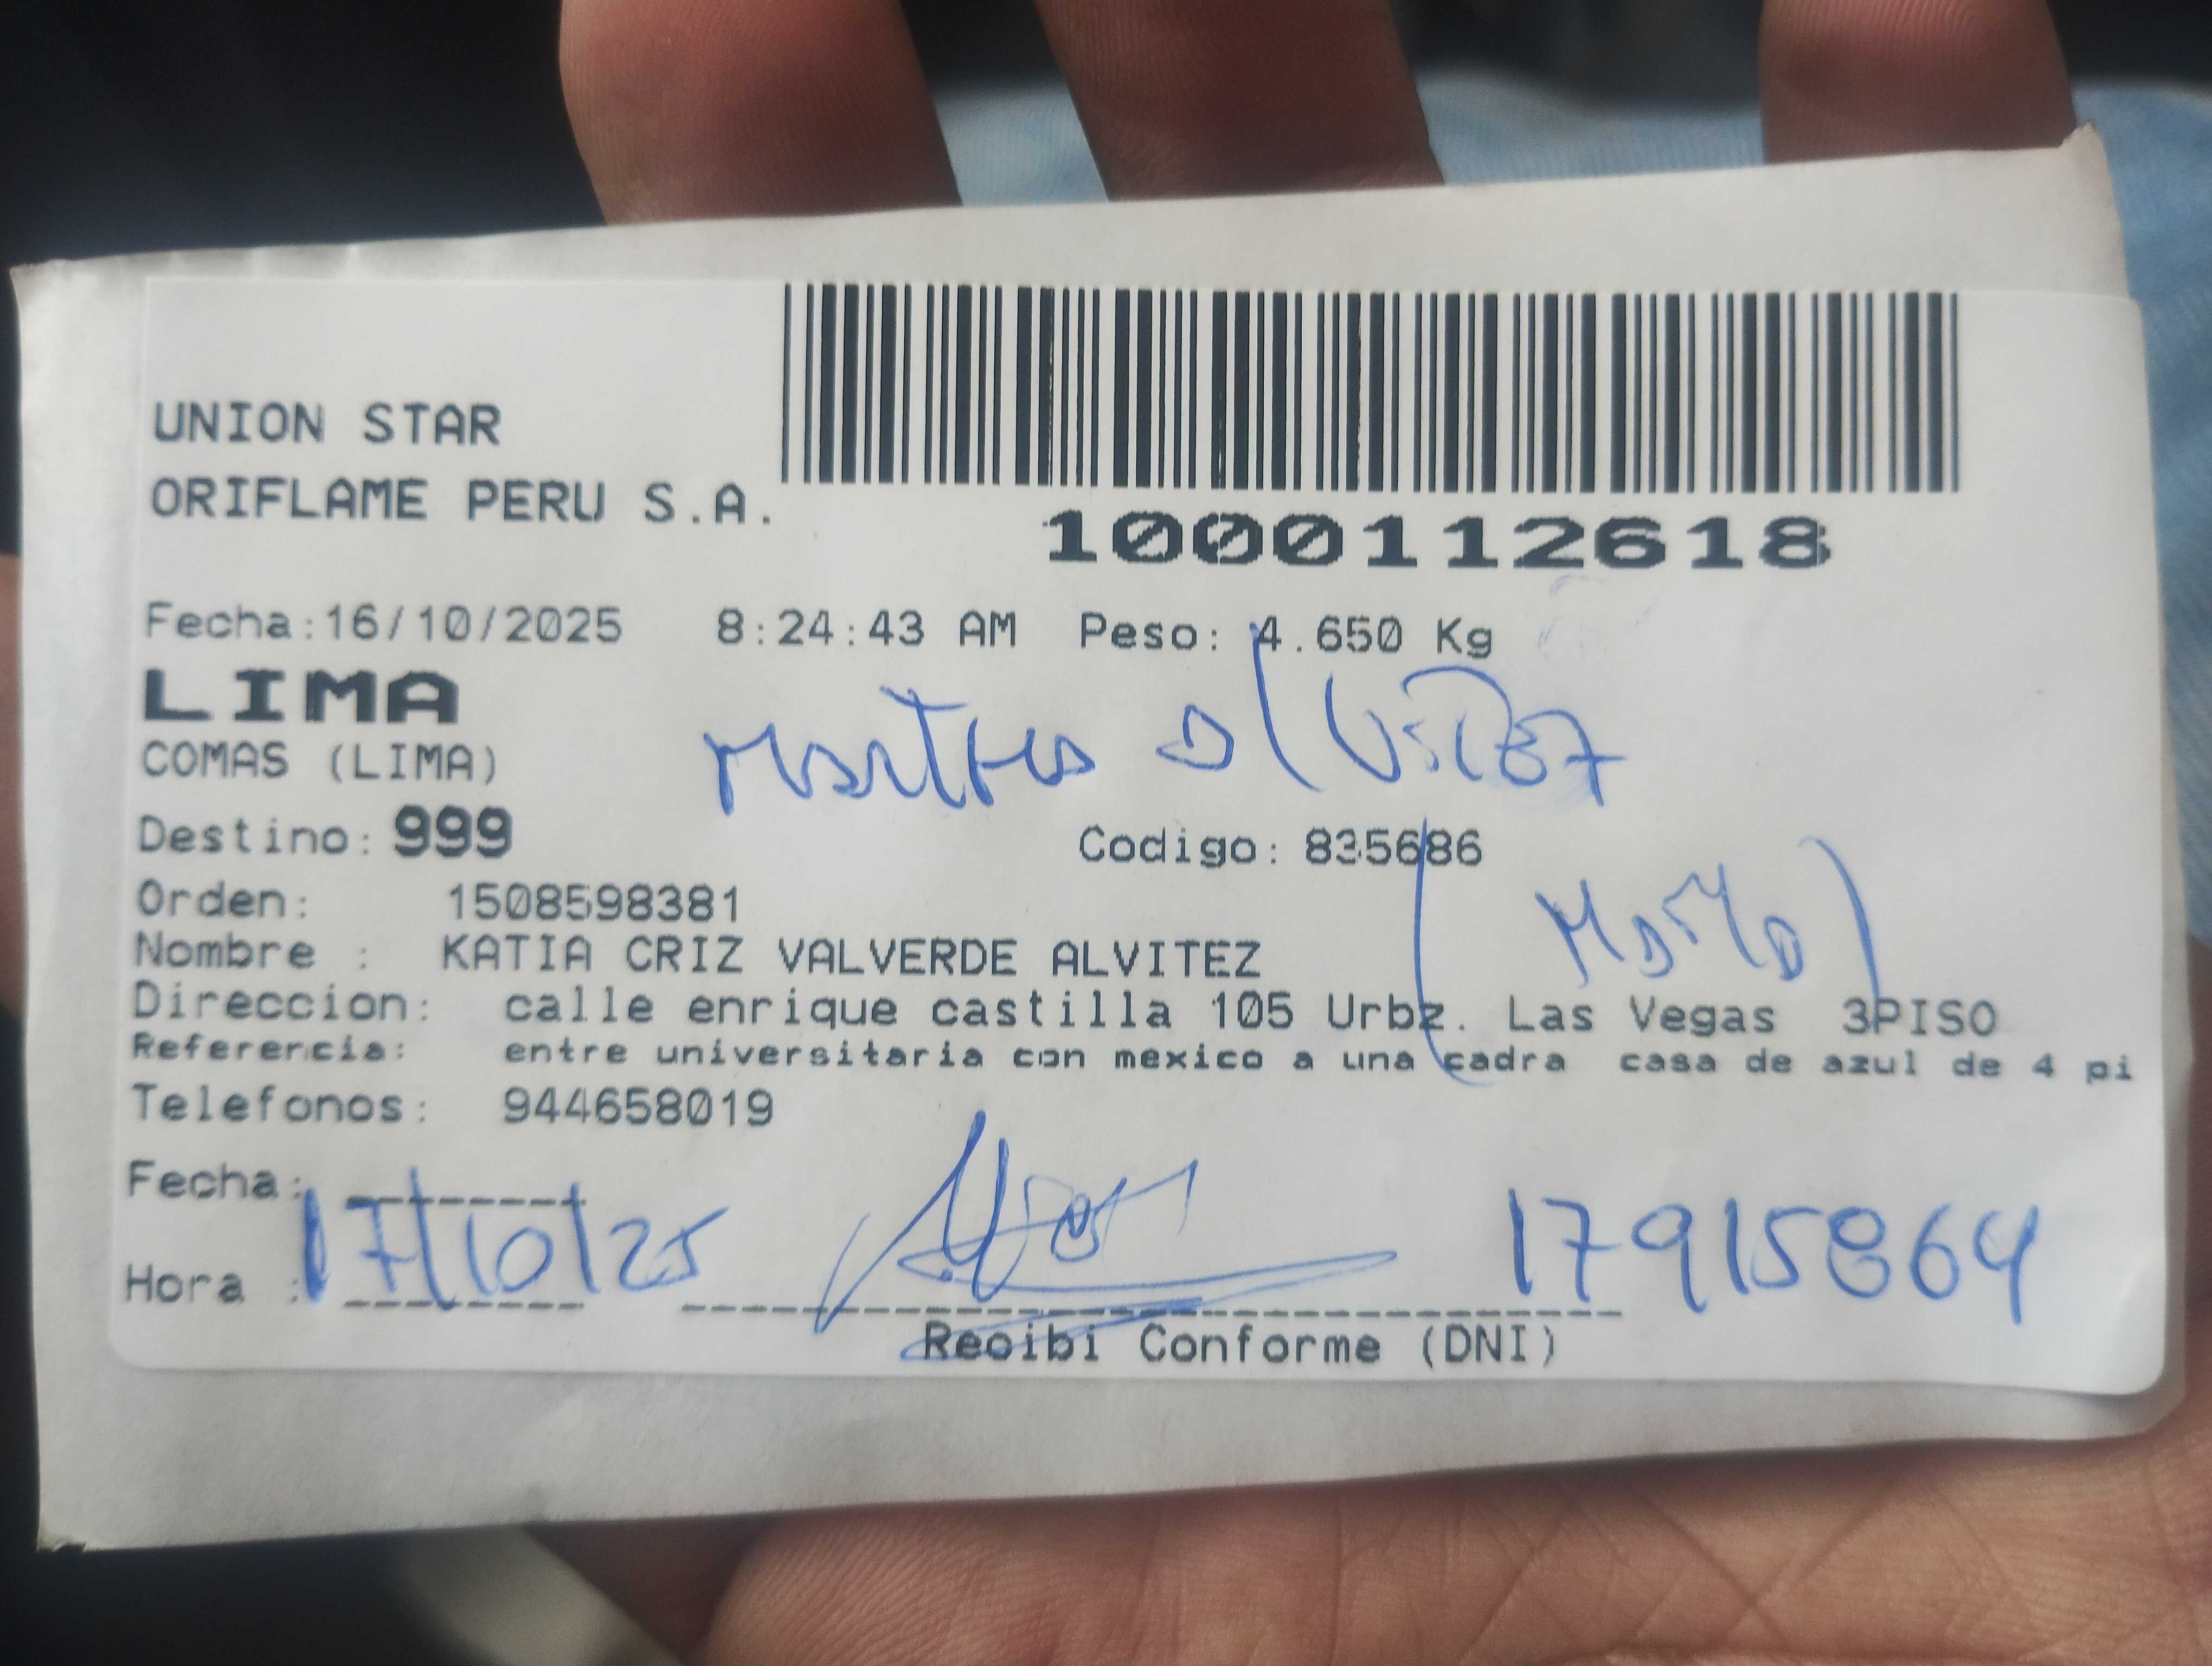 UNION STAR
ORIFLAME PERU S.A.
1000112618
Fecha:16/10/2025 8:24:43 AM Peso: 4.650 Kg
LIMA
COMAS (LIMA)
Destino: 999 Codigo: 835686
Orden: 1508598381
Nombre : KATIA CRIZ VALVERDE ALVITEZ
Direccion: calle enrique castilla 105 Urbz. Las Vegas 3PISO
Referencia: entre universitaria con mexico a una cadra casa de azul de 4 pi
Telefonos: 944658019
Fecha:
17/10/25 17915864
Hora :
Recibi Conforme (DNI)